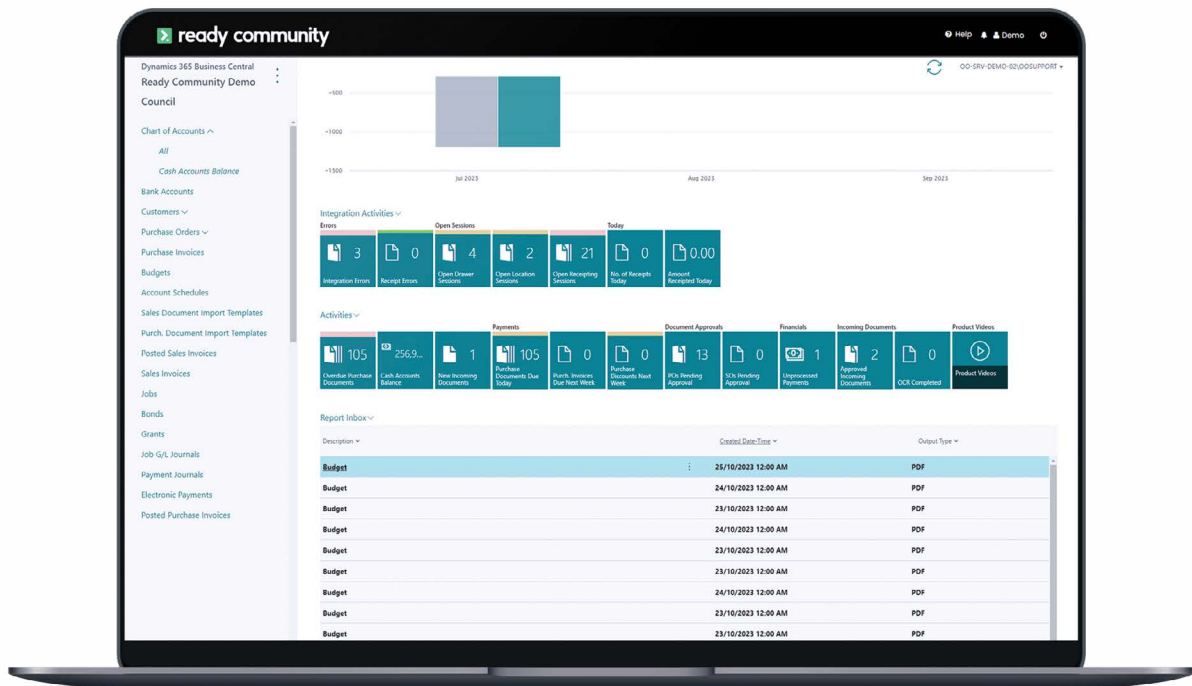 ready community
Help Demo
Dynamics 365 Business Central
Ready Community Demo
Council
OO-SRV-DEMO-02\OOSUPPORT
Chart of Accounts
All
Cash Accounts Balance
Bank Accounts
Customers
Purchase Orders
Purchase Invoices
Budgets
Account Schedules
Sales Document Import Templates
Purch. Document Import Templates
Posted Sales Invoices
Sales Invoices
Jobs
Bonds
Grants
Job G/L Journals
Payment Journals
Electronic Payments
Posted Purchase Invoices
-500
-1000
-1500
Jul 2023 Aug 2023 Sep 2023
Integration Activities
Errors Open Sessions Today
3 0 4 2 21 0 0.00
Integration Errors
Receipt Errors
Open Drawer
Sessions
Open Location
Sessions
Open Receipting
Sessions
No. of Receipts
Today
Amount
Receipted Today
Activities
Payments Document Approvals Financials Incoming Documents Product Videos
105 256,9... 1 105 0 0 13 0 1 2 0
Overdue Purchase
Documents
Cash Accounts
Balance
New Incoming
Documents
Purchase
Documents Due
Today
Purch. Invoices
Due Next Week
Purchase
Discounts Next
Week
POs Pending
Approval
SOs Pending
Approval
Unprocessed
Payments
Approved
Incoming
Documents
OCR Completed
Product Videos
Report Inbox
Description Created Date-Time Output Type
Budget 25/10/2023 12:00 AM PDF
Budget 24/10/2023 12:00 AM PDF
Budget 23/10/2023 12:00 AM PDF
Budget 24/10/2023 12:00 AM PDF
Budget 23/10/2023 12:00 AM PDF
Budget 23/10/2023 12:00 AM PDF
Budget 24/10/2023 12:00 AM PDF
Budget 23/10/2023 12:00 AM PDF
Budget 23/10/2023 12:00 AM PDF